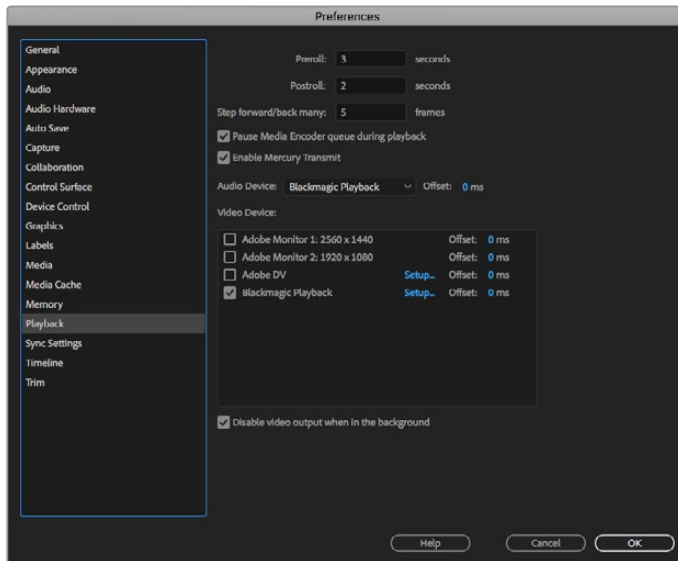 Preferences
General
Appearance
Audio
Audio Hardware
Auto Save
Capture
Collaboration
Control Surface
Device Control
Graphics
Labels
Media
Media Cache
Memory
Playback
Sync Settings
Timeline
Trim
Preroll: 3 seconds
Postroll: 2 seconds
Step forward/back many: 5 frames
Pause Media Encoder queue during playback
Enable Mercury Transmit
Audio Device: Blackmagic Playback Offset: 0 ms
Video Device:
Adobe Monitor 1: 2560 x 1440 Offset: 0 ms
Adobe Monitor 2: 1920 x 1080 Offset: 0 ms
Adobe DV Setup... Offset: 0 ms
Blackmagic Playback Setup... Offset: 0 ms
Disable video output when in the background
Help Cancel OK